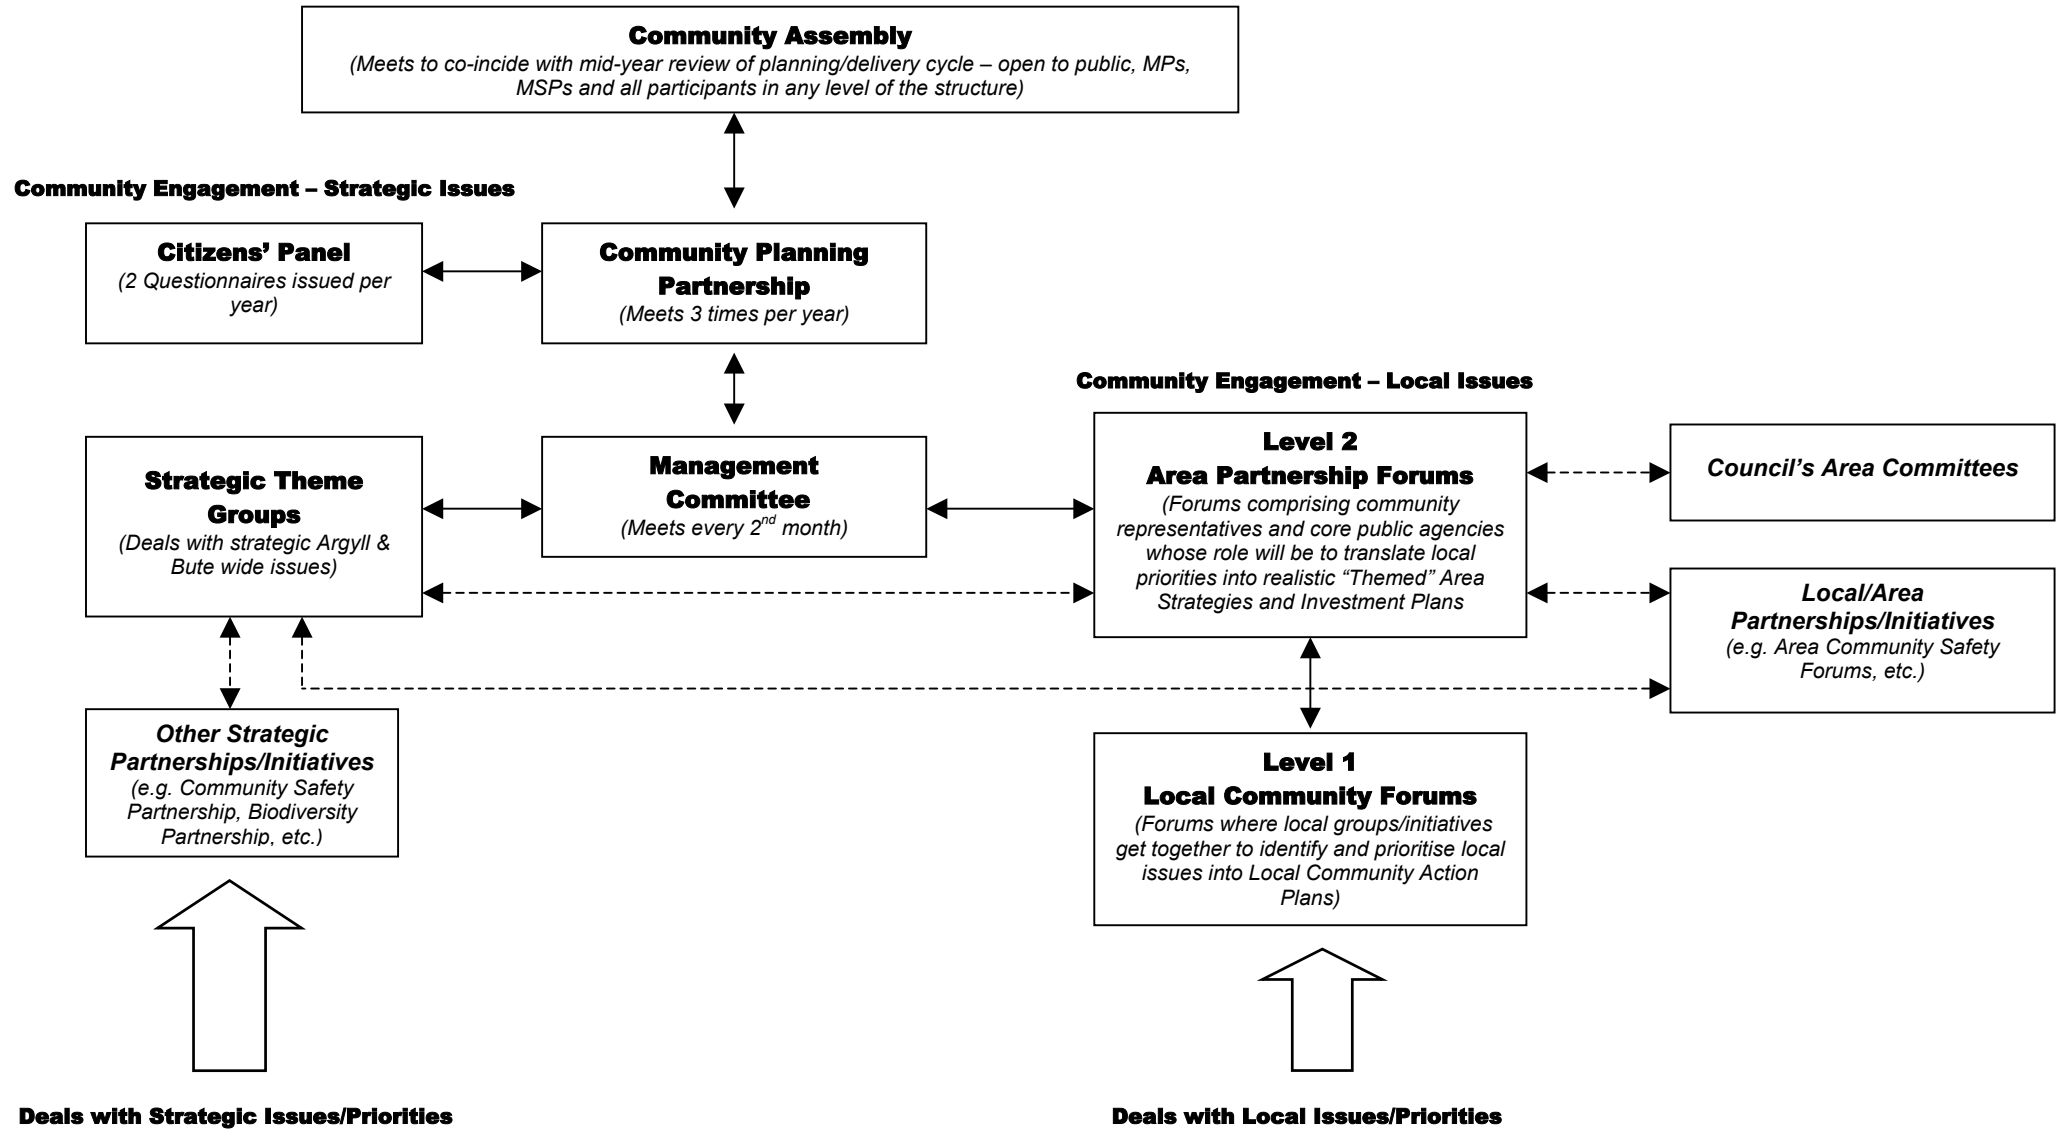 Community Assembly
(Meets to co-incide with mid-year review of planning/delivery cycle – open to public, MPs,
MSPs and all participants in any level of the structure)
Community Engagement – Strategic Issues
Citizens’ Panel
(2 Questionnaires issued per
year)
Community Planning
Partnership
(Meets 3 times per year)
Community Engagement – Local Issues
Strategic Theme
Groups
(Deals with strategic Argyll &
Bute wide issues)
Management
Committee
(Meets every 2nd month)
Level 2
Area Partnership Forums
(Forums comprising community
representatives and core public agencies
whose role will be to translate local
priorities into realistic “Themed” Area
Strategies and Investment Plans
Council’s Area Committees
Local/Area
Partnerships/Initiatives
(e.g. Area Community Safety
Forums, etc.)
Other Strategic
Partnerships/Initiatives
(e.g. Community Safety
Partnership, Biodiversity
Partnership, etc.)
Level 1
Local Community Forums
(Forums where local groups/initiatives
get together to identify and prioritise local
issues into Local Community Action
Plans)
Deals with Strategic Issues/Priorities
Deals with Local Issues/Priorities